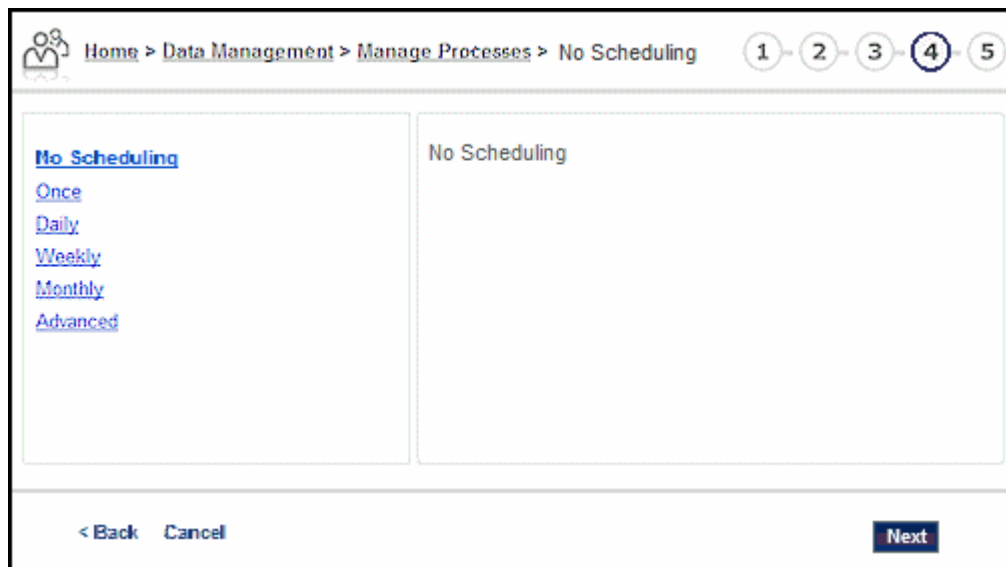 Home > Data Management > Manage Processes > No Scheduling 1 2 3 4 5
No Scheduling
Once
Daily
Weekly
Monthly
Advanced
No Scheduling
< Back Cancel Next